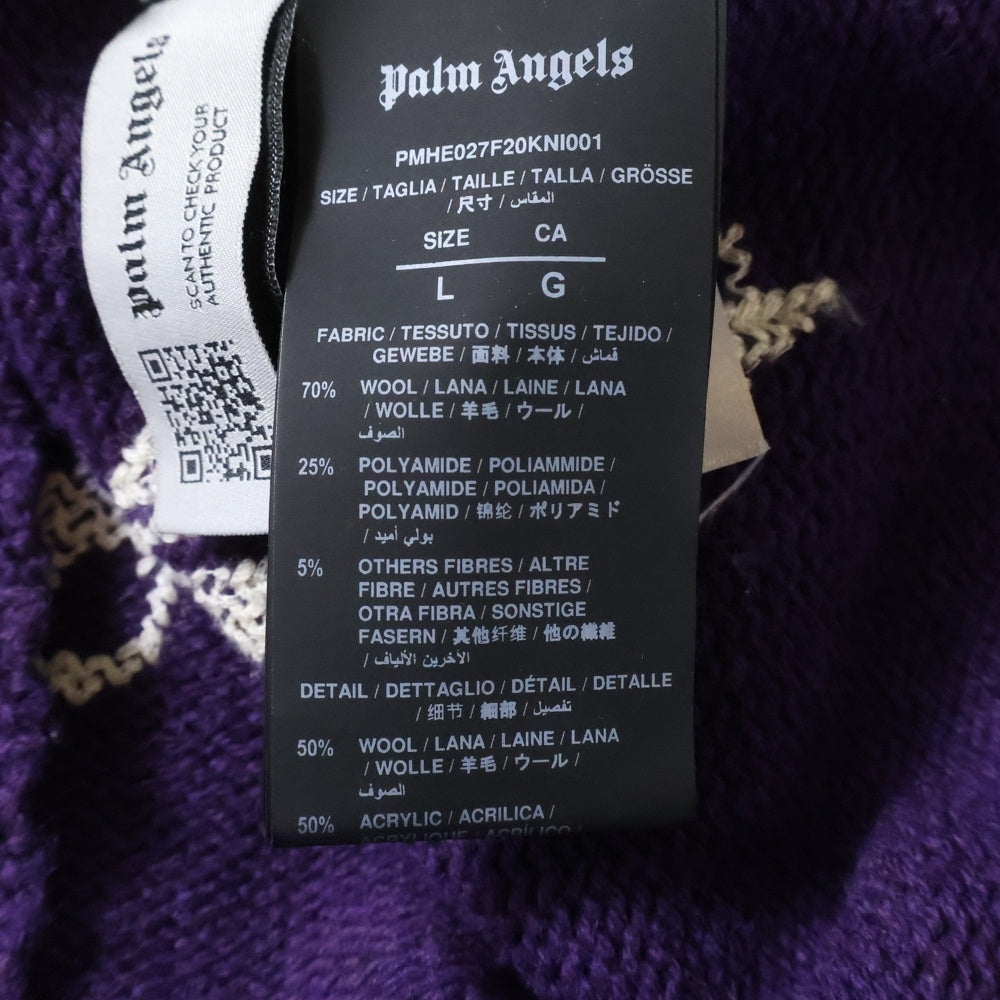 Palm Angels
SCAN TO CHECK YOUR
AUTHENTIC PRODUCT
Palm Angels
PMHE027F20KNI001
SIZE / TAGLIA / TAILLE / TALLA / GRÖSSE
/ 尺寸 / المقاس
SIZE CA
L G
FABRIC / TESSUTO / TISSUS / TEJIDO /
GEWEBE / 面料 / 本体 / قماش
70% WOOL / LANA / LAINE / LANA
/ WOLLE / 羊毛 / ウール /
الصوف
25% POLYAMIDE / POLIAMMIDE /
POLYAMIDE / POLIAMIDA /
POLYAMID / 锦纶 / ポリアミド
/ بولي أميد
5% OTHERS FIBRES / ALTRE
FIBRE / AUTRES FIBRES /
OTRA FIBRA / SONSTIGE
FASERN / 其他纤维 / 他の繊維
/ الآخرين الألياف
DETAIL / DETTAGLIO / DÉTAIL / DETALLE
/ 细节 / 細部 / تفصيل
50% WOOL / LANA / LAINE / LANA
/ WOLLE / 羊毛 / ウール /
الصوف
50% ACRYLIC / ACRILICA /
ACRYLIQUE / ACRÍLICO /